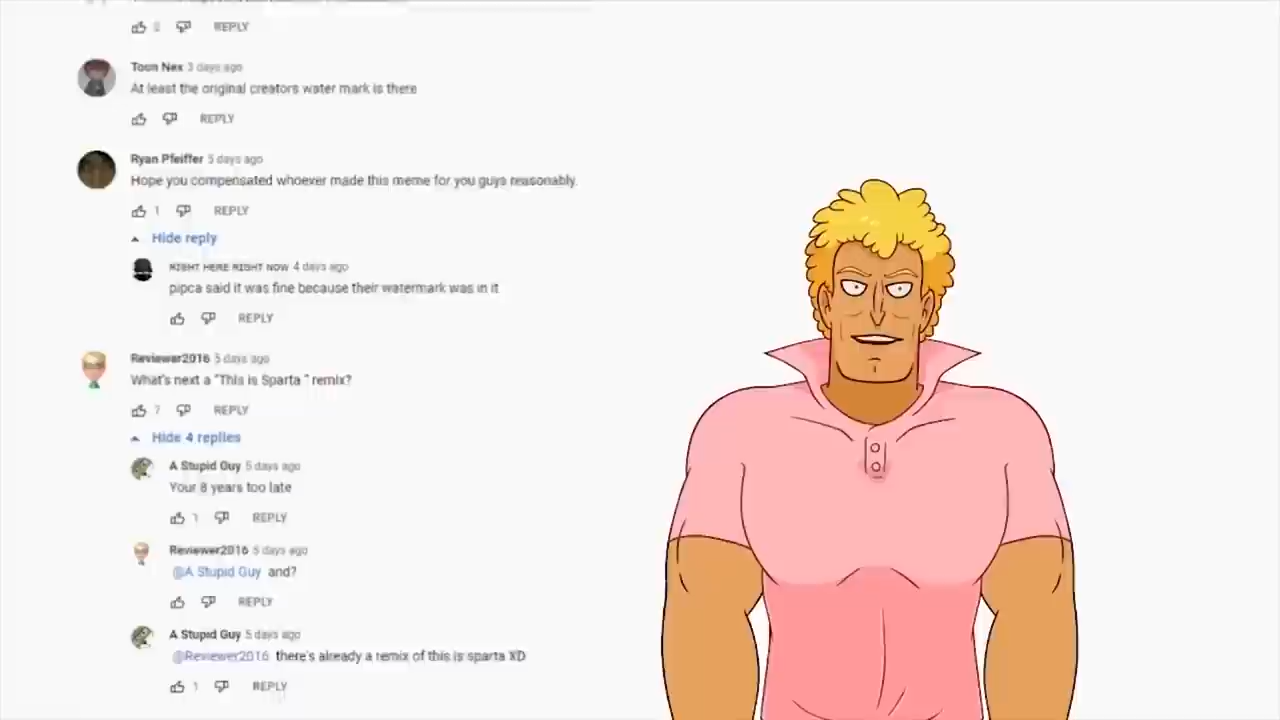 2
REPLY
Toon Nex 3 days ago
At least the original creators water mark is there
REPLY
Ryan Pfeiffer 5 days ago
Hope you compensated whoever made this meme for you guys reasonably.
1 REPLY
Hide reply
RIGHT HERE RIGHT NOW 4 days ago
pipca said it was fine because their watermark was in it
REPLY
Reviewer2016 5 days ago
What's next a "This is Sparta " remix?
7 REPLY
Hide 4 replies
A Stupid Guy 5 days ago
Your 8 years too late
1 REPLY
Reviewer2016 5 days ago
@A Stupid Guy and?
REPLY
A Stupid Guy 5 days ago
@Reviewer2016 there's already a remix of this is sparta XD
1 REPLY